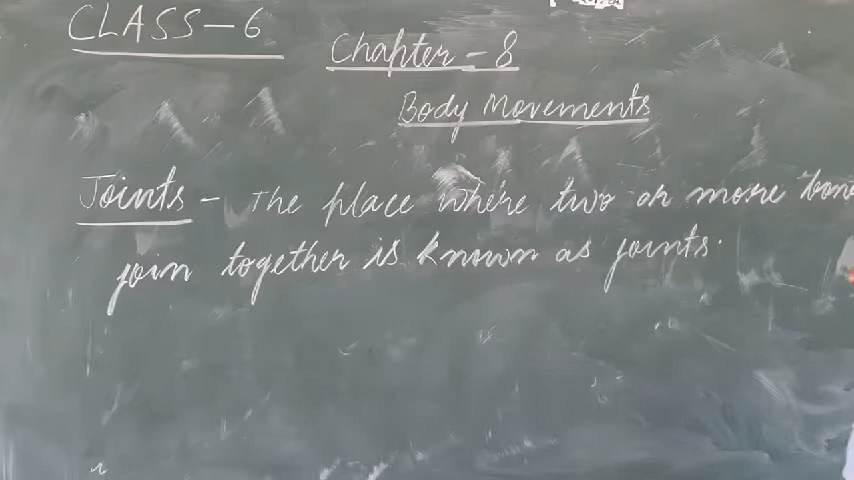 CLASS - 6
Chapter - 8
Body Movements
Joints - The place where two or more bone
join together is known as joints.